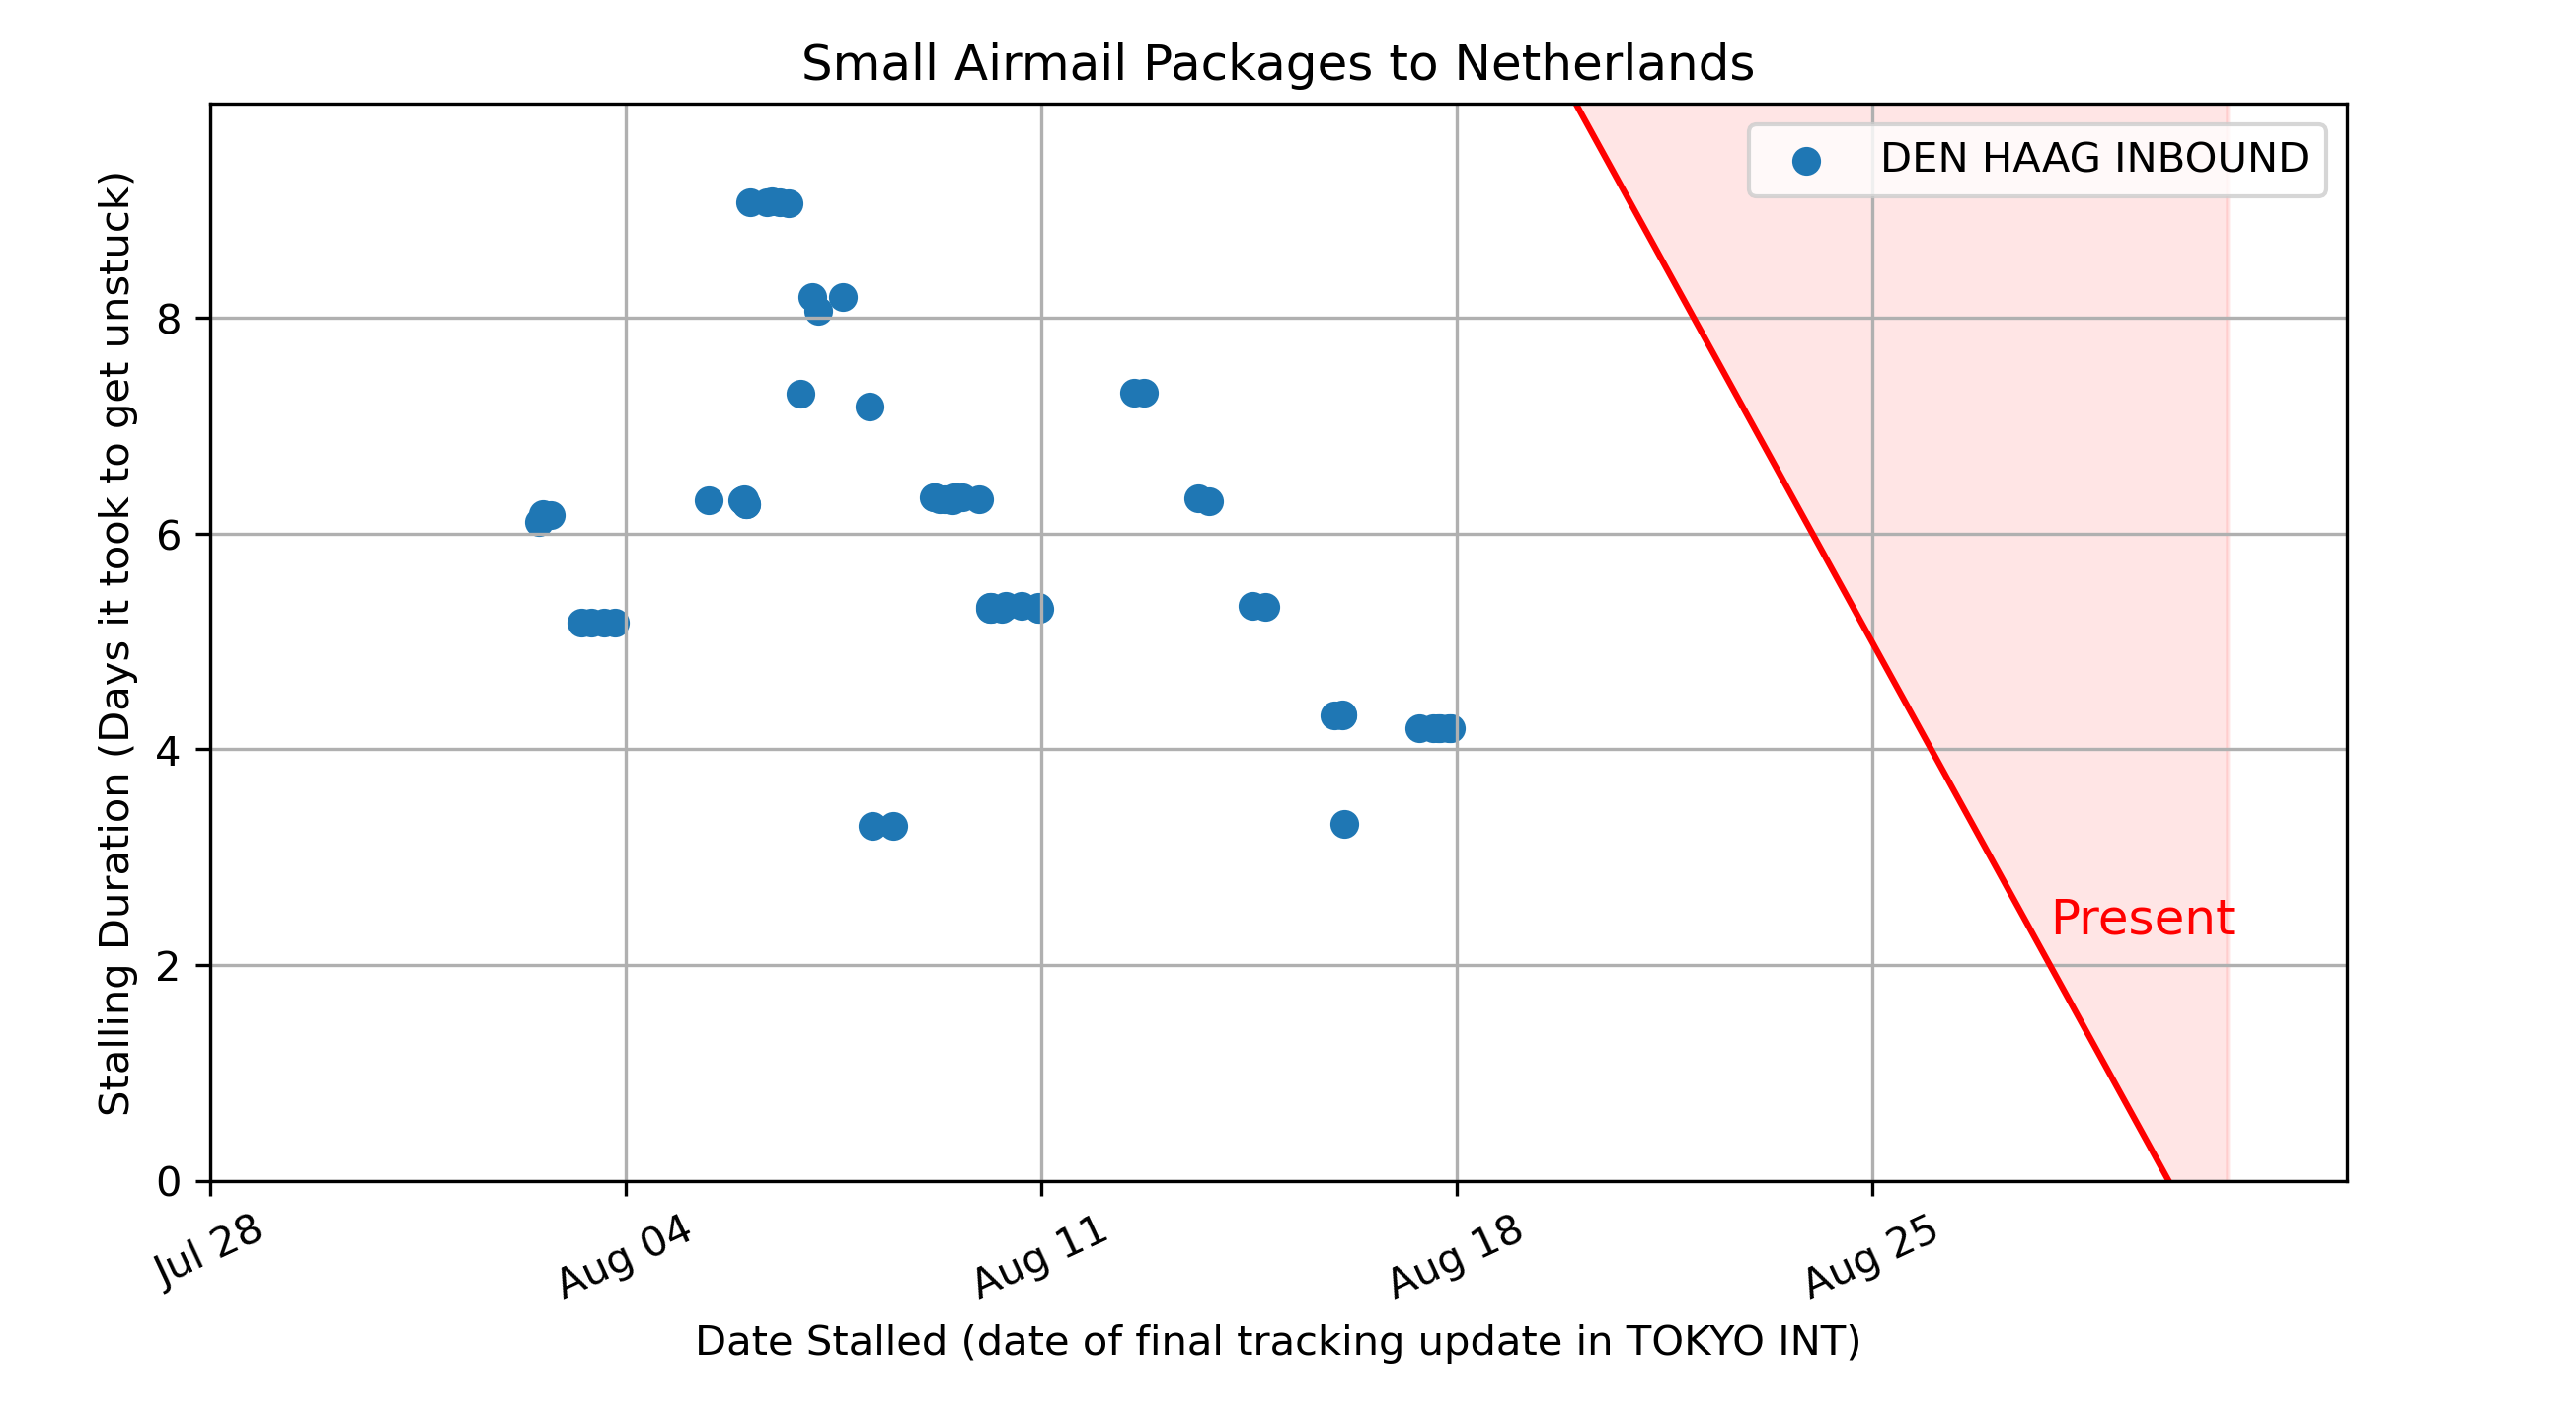 Small Airmail Packages to Netherlands
DEN HAAG INBOUND
Stalling Duration (Days it took to get unstuck)
8
6
4
2
0
Present
Jul 28
Aug 04
Aug 11
Aug 18
Aug 25
Date Stalled (date of final tracking update in TOKYO INT)